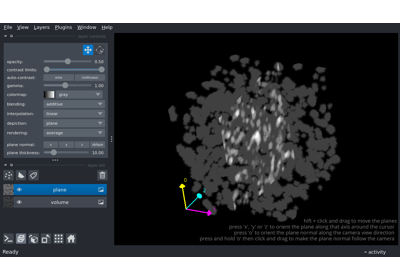 File View Layers Plugins Window Help
layer controls
opacity: 0.50
contrast limits:
auto-contrast: once continuous
gamma: 1.00
colormap: gray
blending: additive
interpolation: linear
depiction: plane
rendering: average
plane normal: x y z oblique
plane thickness: 10.00
layer list
plane
volume
0
2
hift + click and drag to move the planes
press 'x', 'y' or 'z' to orient the plane along that axis around the cursor
press 'o' to orient the plane normal along the camera view direction
press and hold 'o' then click and drag to make the plane normal follow the camera
Ready
activity